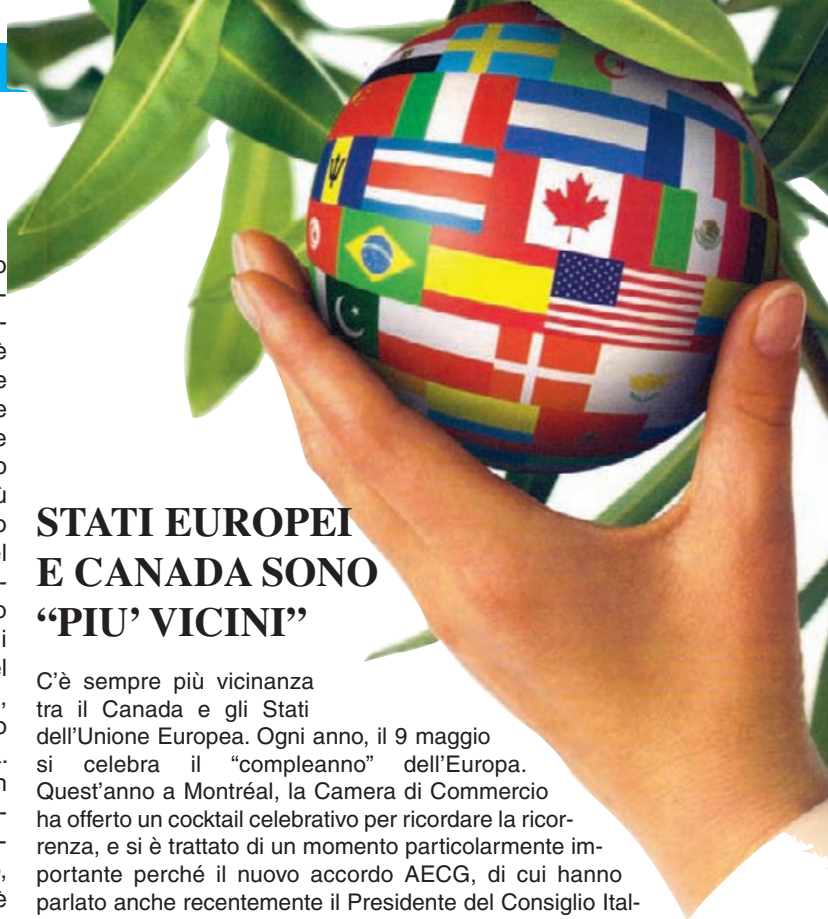 STATI EUROPEI
E CANADA SONO
“PIU’ VICINI”
C’è sempre più vicinanza
tra il Canada e gli Stati
dell’Unione Europea. Ogni anno, il 9 maggio
si celebra il “compleanno” dell’Europa.
Quest’anno a Montréal, la Camera di Commercio
ha offerto un cocktail celebrativo per ricordare la ricor-
renza, e si è trattato di un momento particolarmente im-
portante perché il nuovo accordo AECG, di cui hanno
parlato anche recentemente il Presidente del Consiglio Ital-